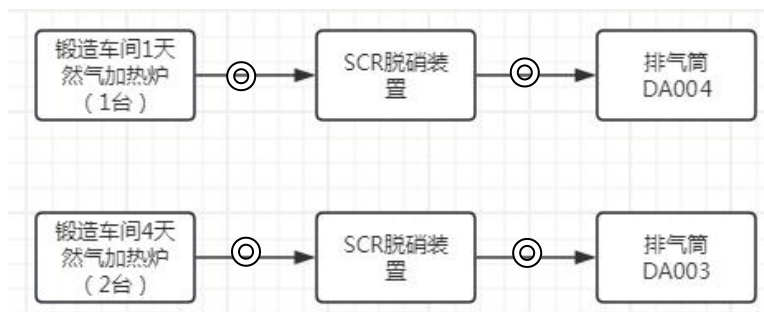 锻造车间1天
然气加热炉
（1台）
SCR脱硝装
置
排气筒
DA004
锻造车间4天
然气加热炉
（2台）
SCR脱硝装
置
排气筒
DA003